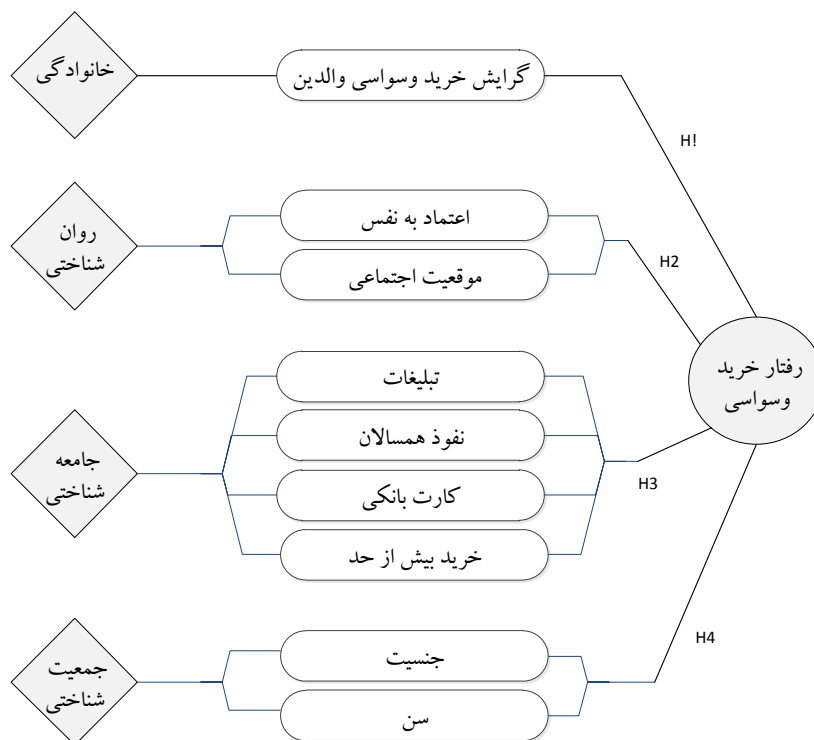 خانوادگی
گرایش خرید وسواسی والدین
H!
روان
شناختی
اعتماد به نفس
موقعیت اجتماعی
H2
رفتار خرید
وسواسی
جامعه
شناختی
تبلیغات
نفوذ همسالان
کارت بانکی
خرید بیش از حد
H3
جمعیت
شناختی
جنسیت
سن
H4